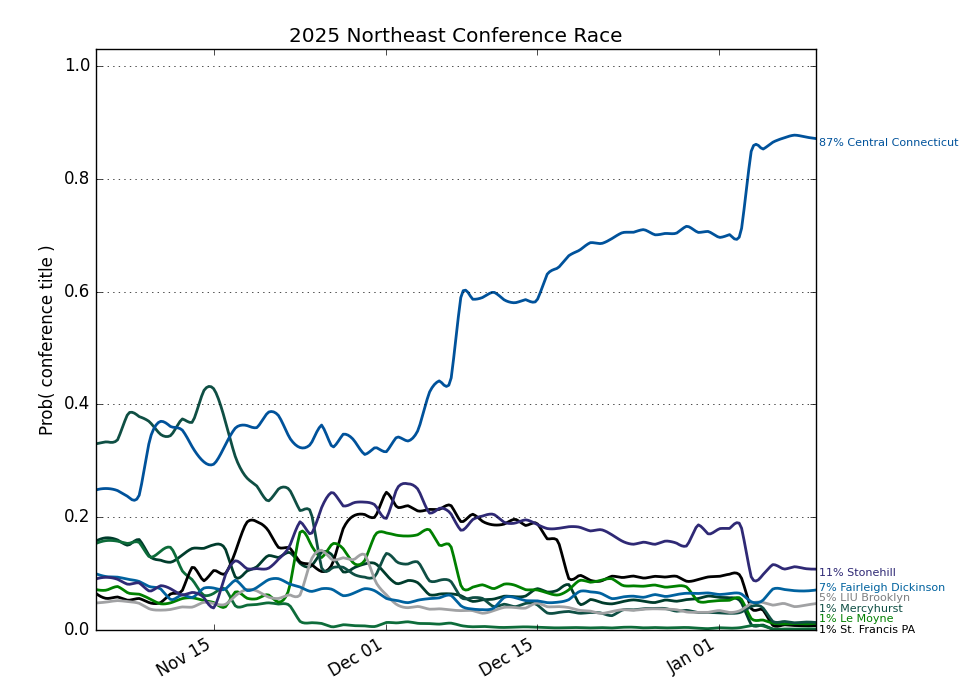 2025 Northeast Conference Race
Prob( conference title )
1.0
0.8
0.6
0.4
0.2
0.0
Nov 15
Dec 01
Dec 15
Jan 01
87% Central Connecticut
11% Stonehill
7% Fairleigh Dickinson
5% LIU Brooklyn
1% Mercyhurst
1% Le Moyne
1% St. Francis PA